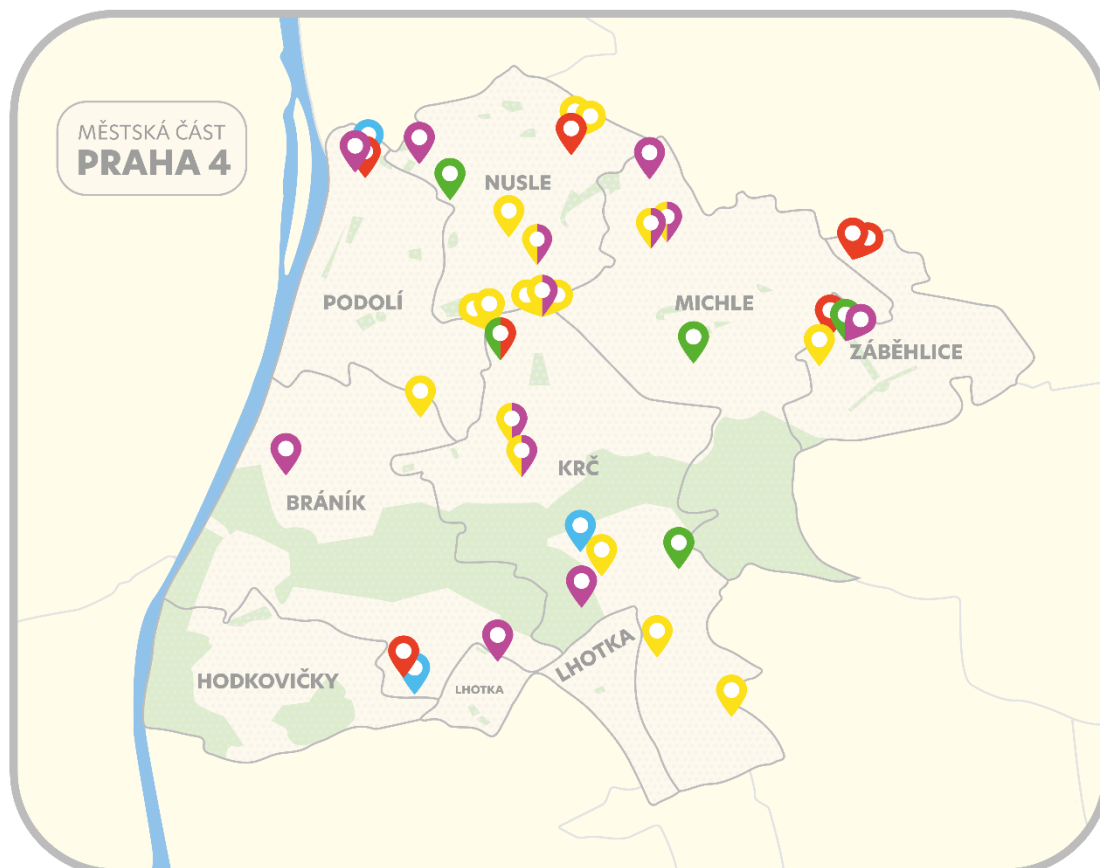 MĚSTSKÁ ČÁST
PRAHA 4
NUSLE
PODOLÍ
MICHLE
ZÁBĚHLICE
KRČ
BRÁNÍK
LHOTKA
HODKOVIČKY
LHOTKA